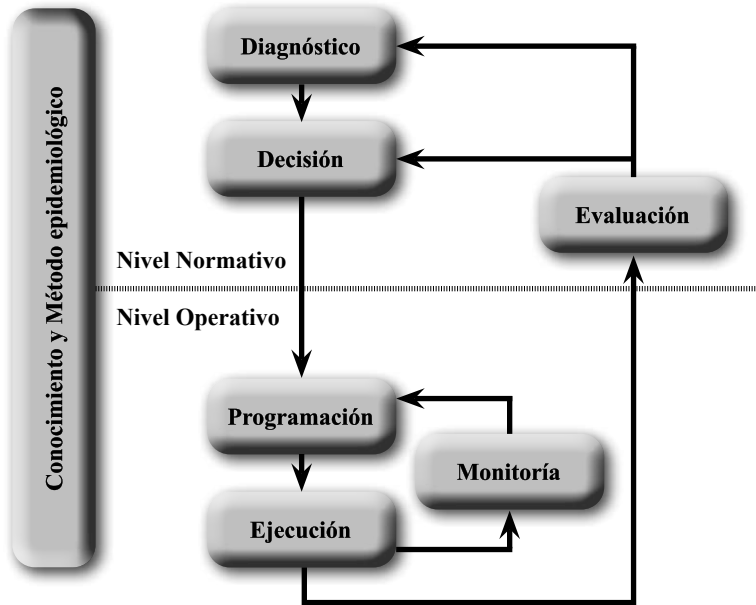 Conocimiento y Método epidemiológico
Diagnóstico
Decisión
Evaluación
Nivel Normativo
Nivel Operativo
Programación
Monitoría
Ejecución